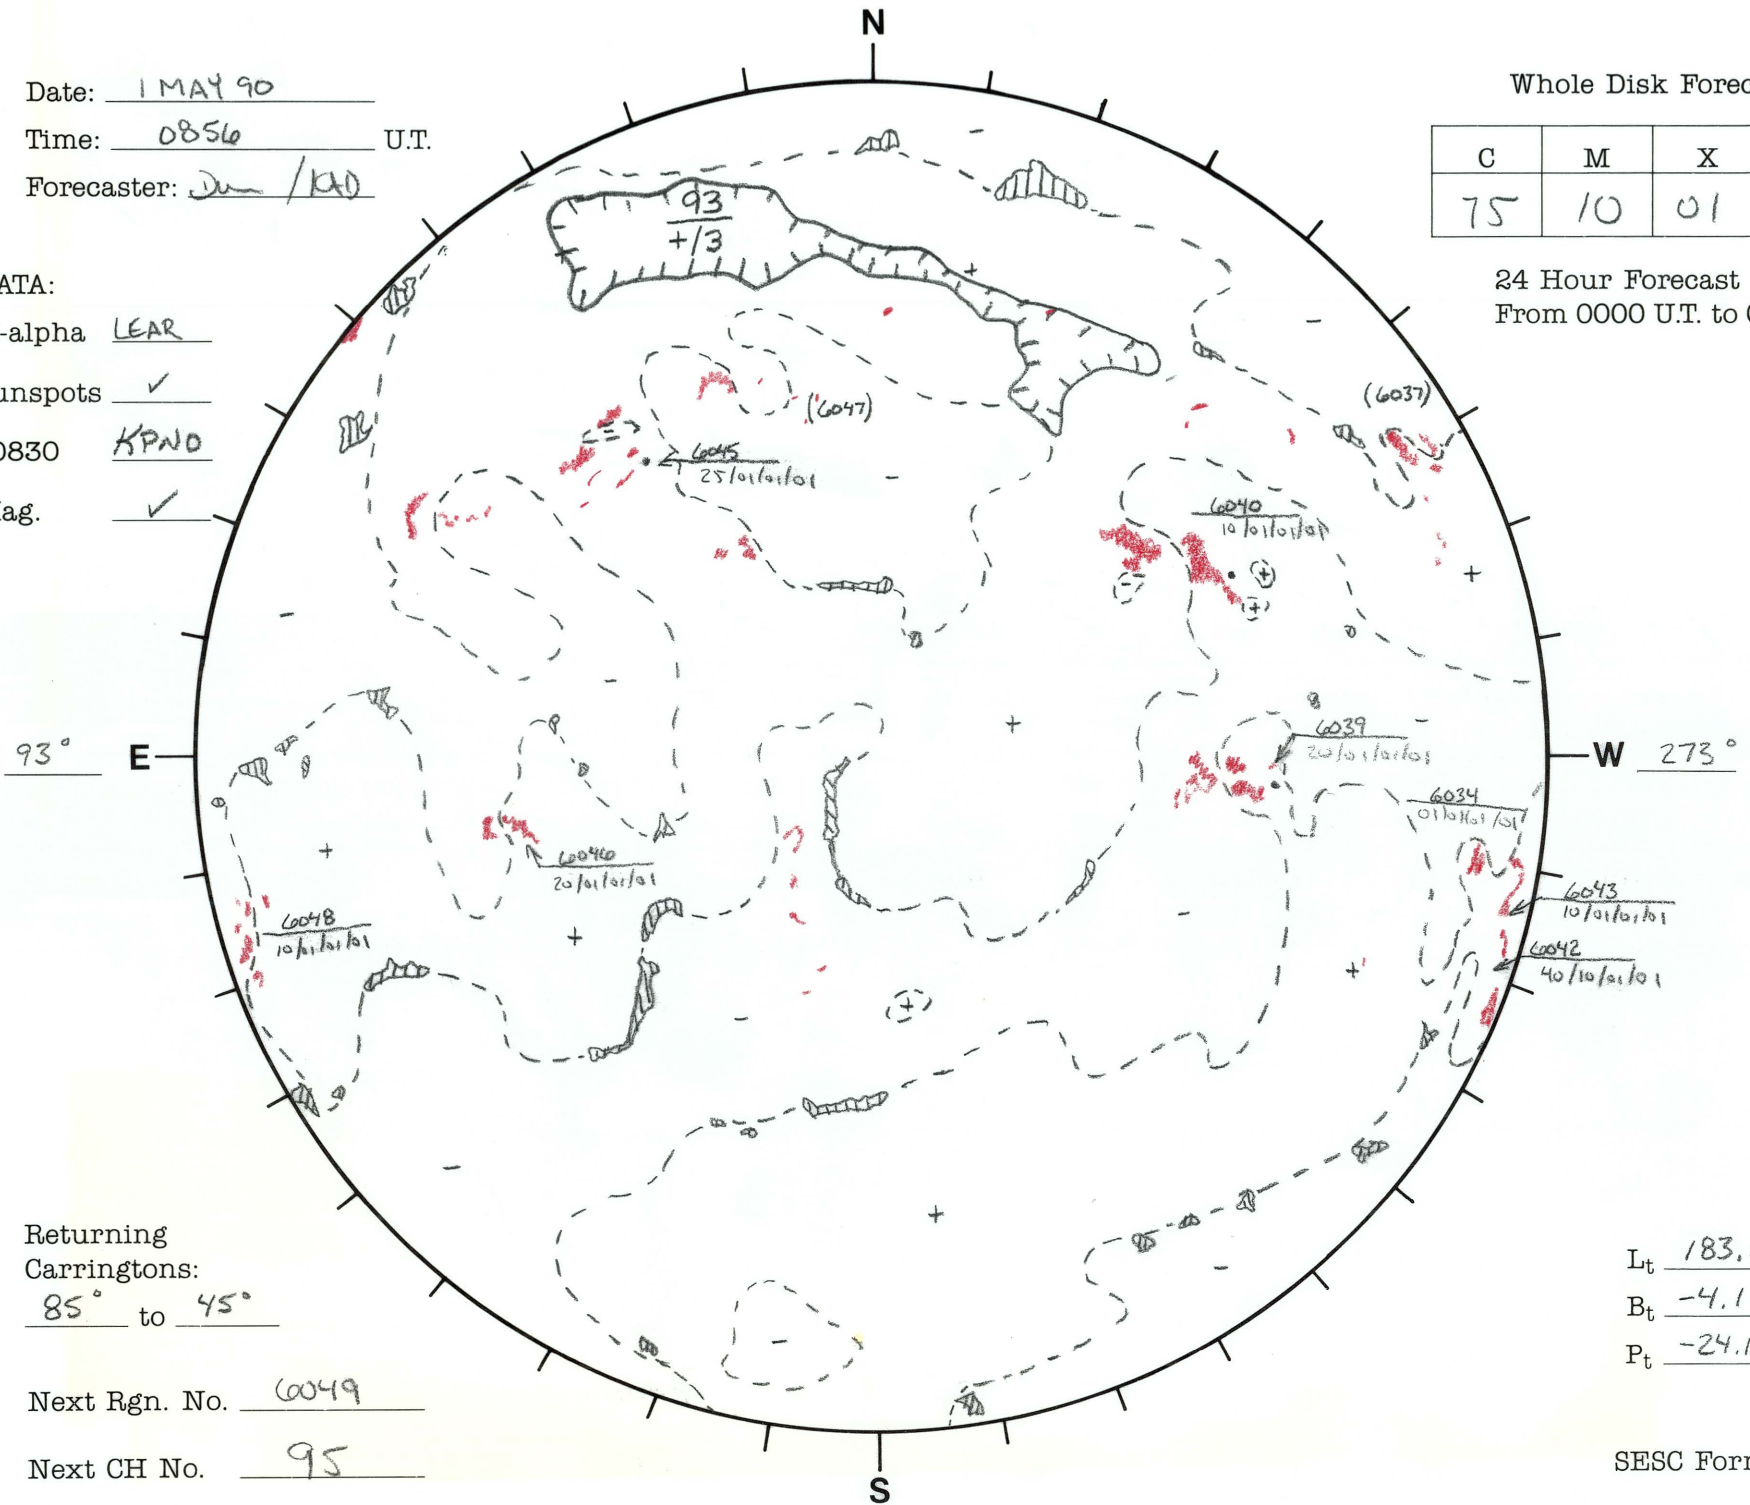 N
Date: 1 MAY 90
Time: 0856 U.T.
Forecaster: /KAD
Whole Disk Forec
C M X
75 10 01
24 Hour Forecast
From 0000 U.T. to
ATA:
-alpha LEAR
unspots ✓
0830 KPNO
ag. ✓
93
+/3
(6047)
(6037)
6045
25/01/01/01
6040
10/01/01/01
93° E
W 273°
6039
20/01/01/01
6034
01/01/01/01
6046
20/01/01/01
6043
10/01/01/01
6048
10/01/01/01
6042
40/10/01/01
Returning
Carringtons:
85° to 45°
Next Rgn. No. 6049
Next CH No. 95
Lt 183.
Bt -4.1
Pt -24.1
SESC Form
S